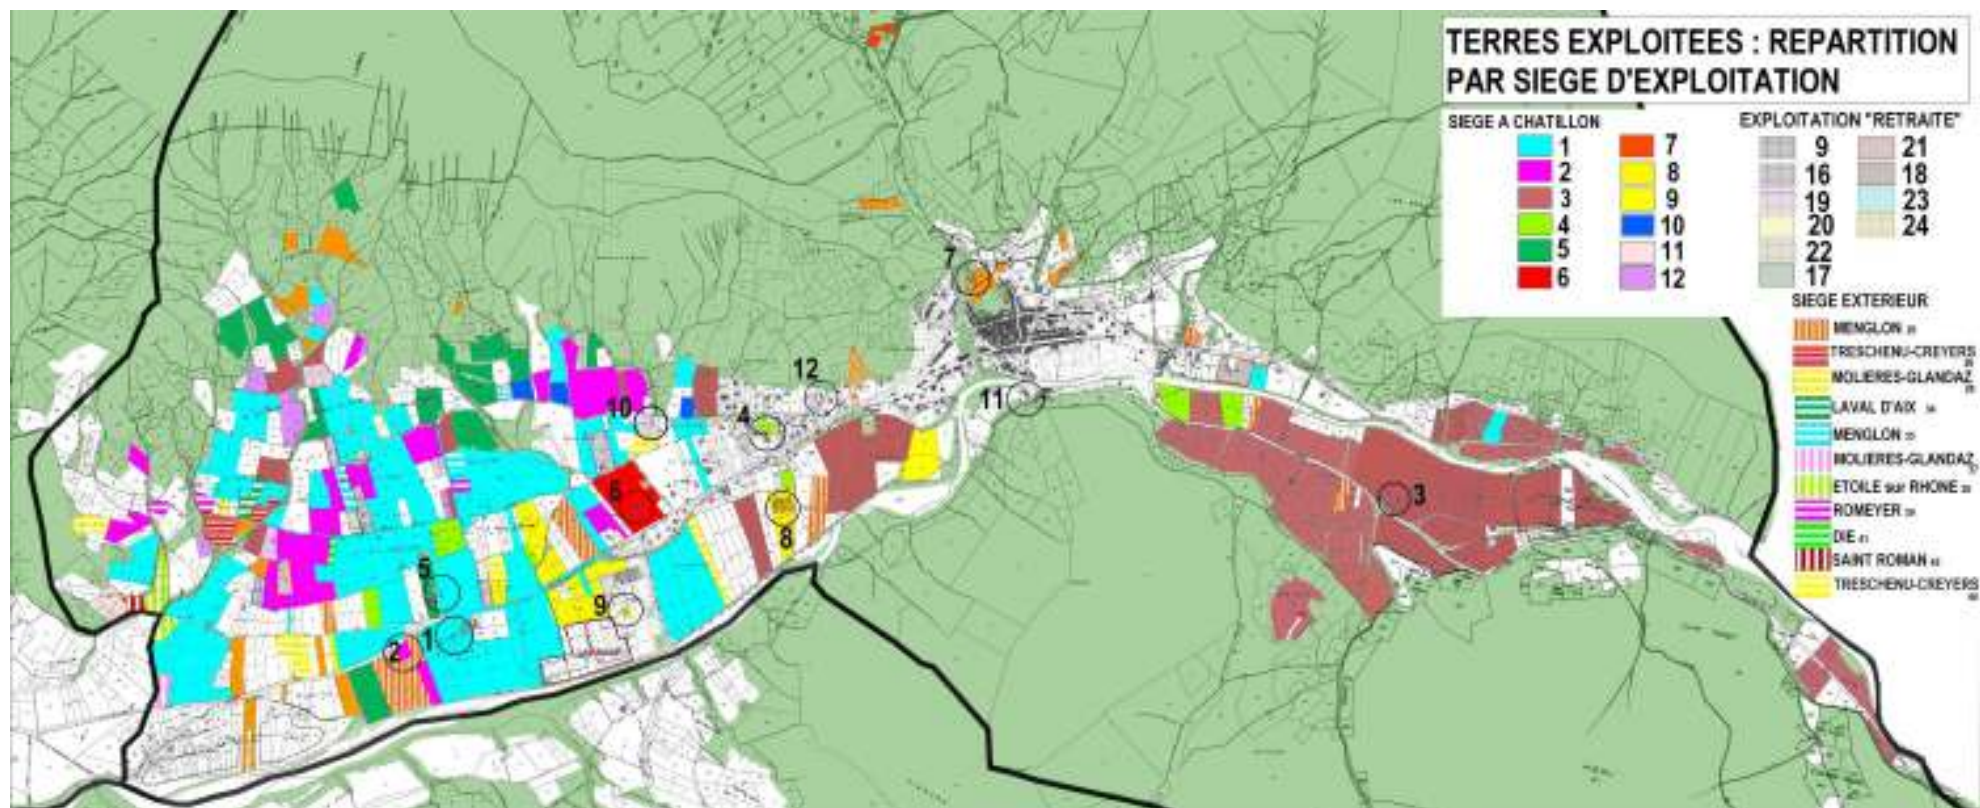 TERRES EXPLOITEES : REPARTITION
PAR SIEGE D'EXPLOITATION
SIEGE A CHATILLON
1
2
3
4
5
6
7
8
9
10
11
12
EXPLOITATION "RETRAITE"
9
16
19
20
22
17
21
18
23
24
SIEGE EXTERIEUR
MENGLON
TRESCHENU-CREYERS
MOLIERES-GLANDAZ
LAVAL D'AIX
MENGLON
MOLIERES-GLANDAZ
ETOILE sur RHONE
ROMEYER
DIE
SAINT ROMAN
TRESCHENU-CREYERS
7
12
11
10
4
6
3
8
5
9
1
2